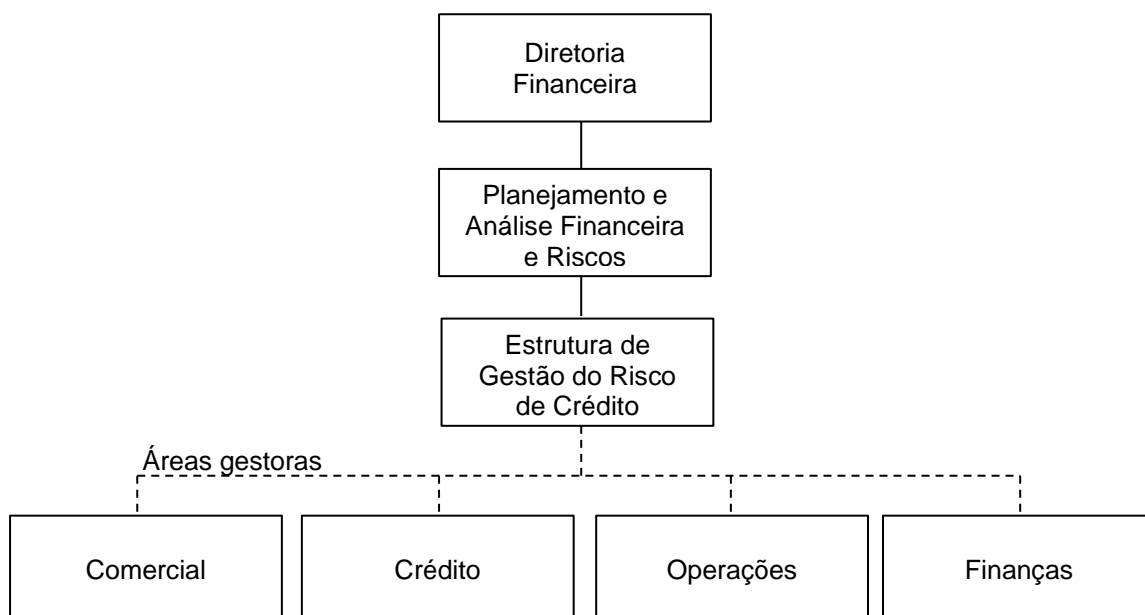 Diretoria
Financeira
Planejamento e
Análise Financeira
e Riscos
Estrutura de
Gestão do Risco
de Crédito
Áreas gestoras
Comercial
Crédito
Operações
Finanças